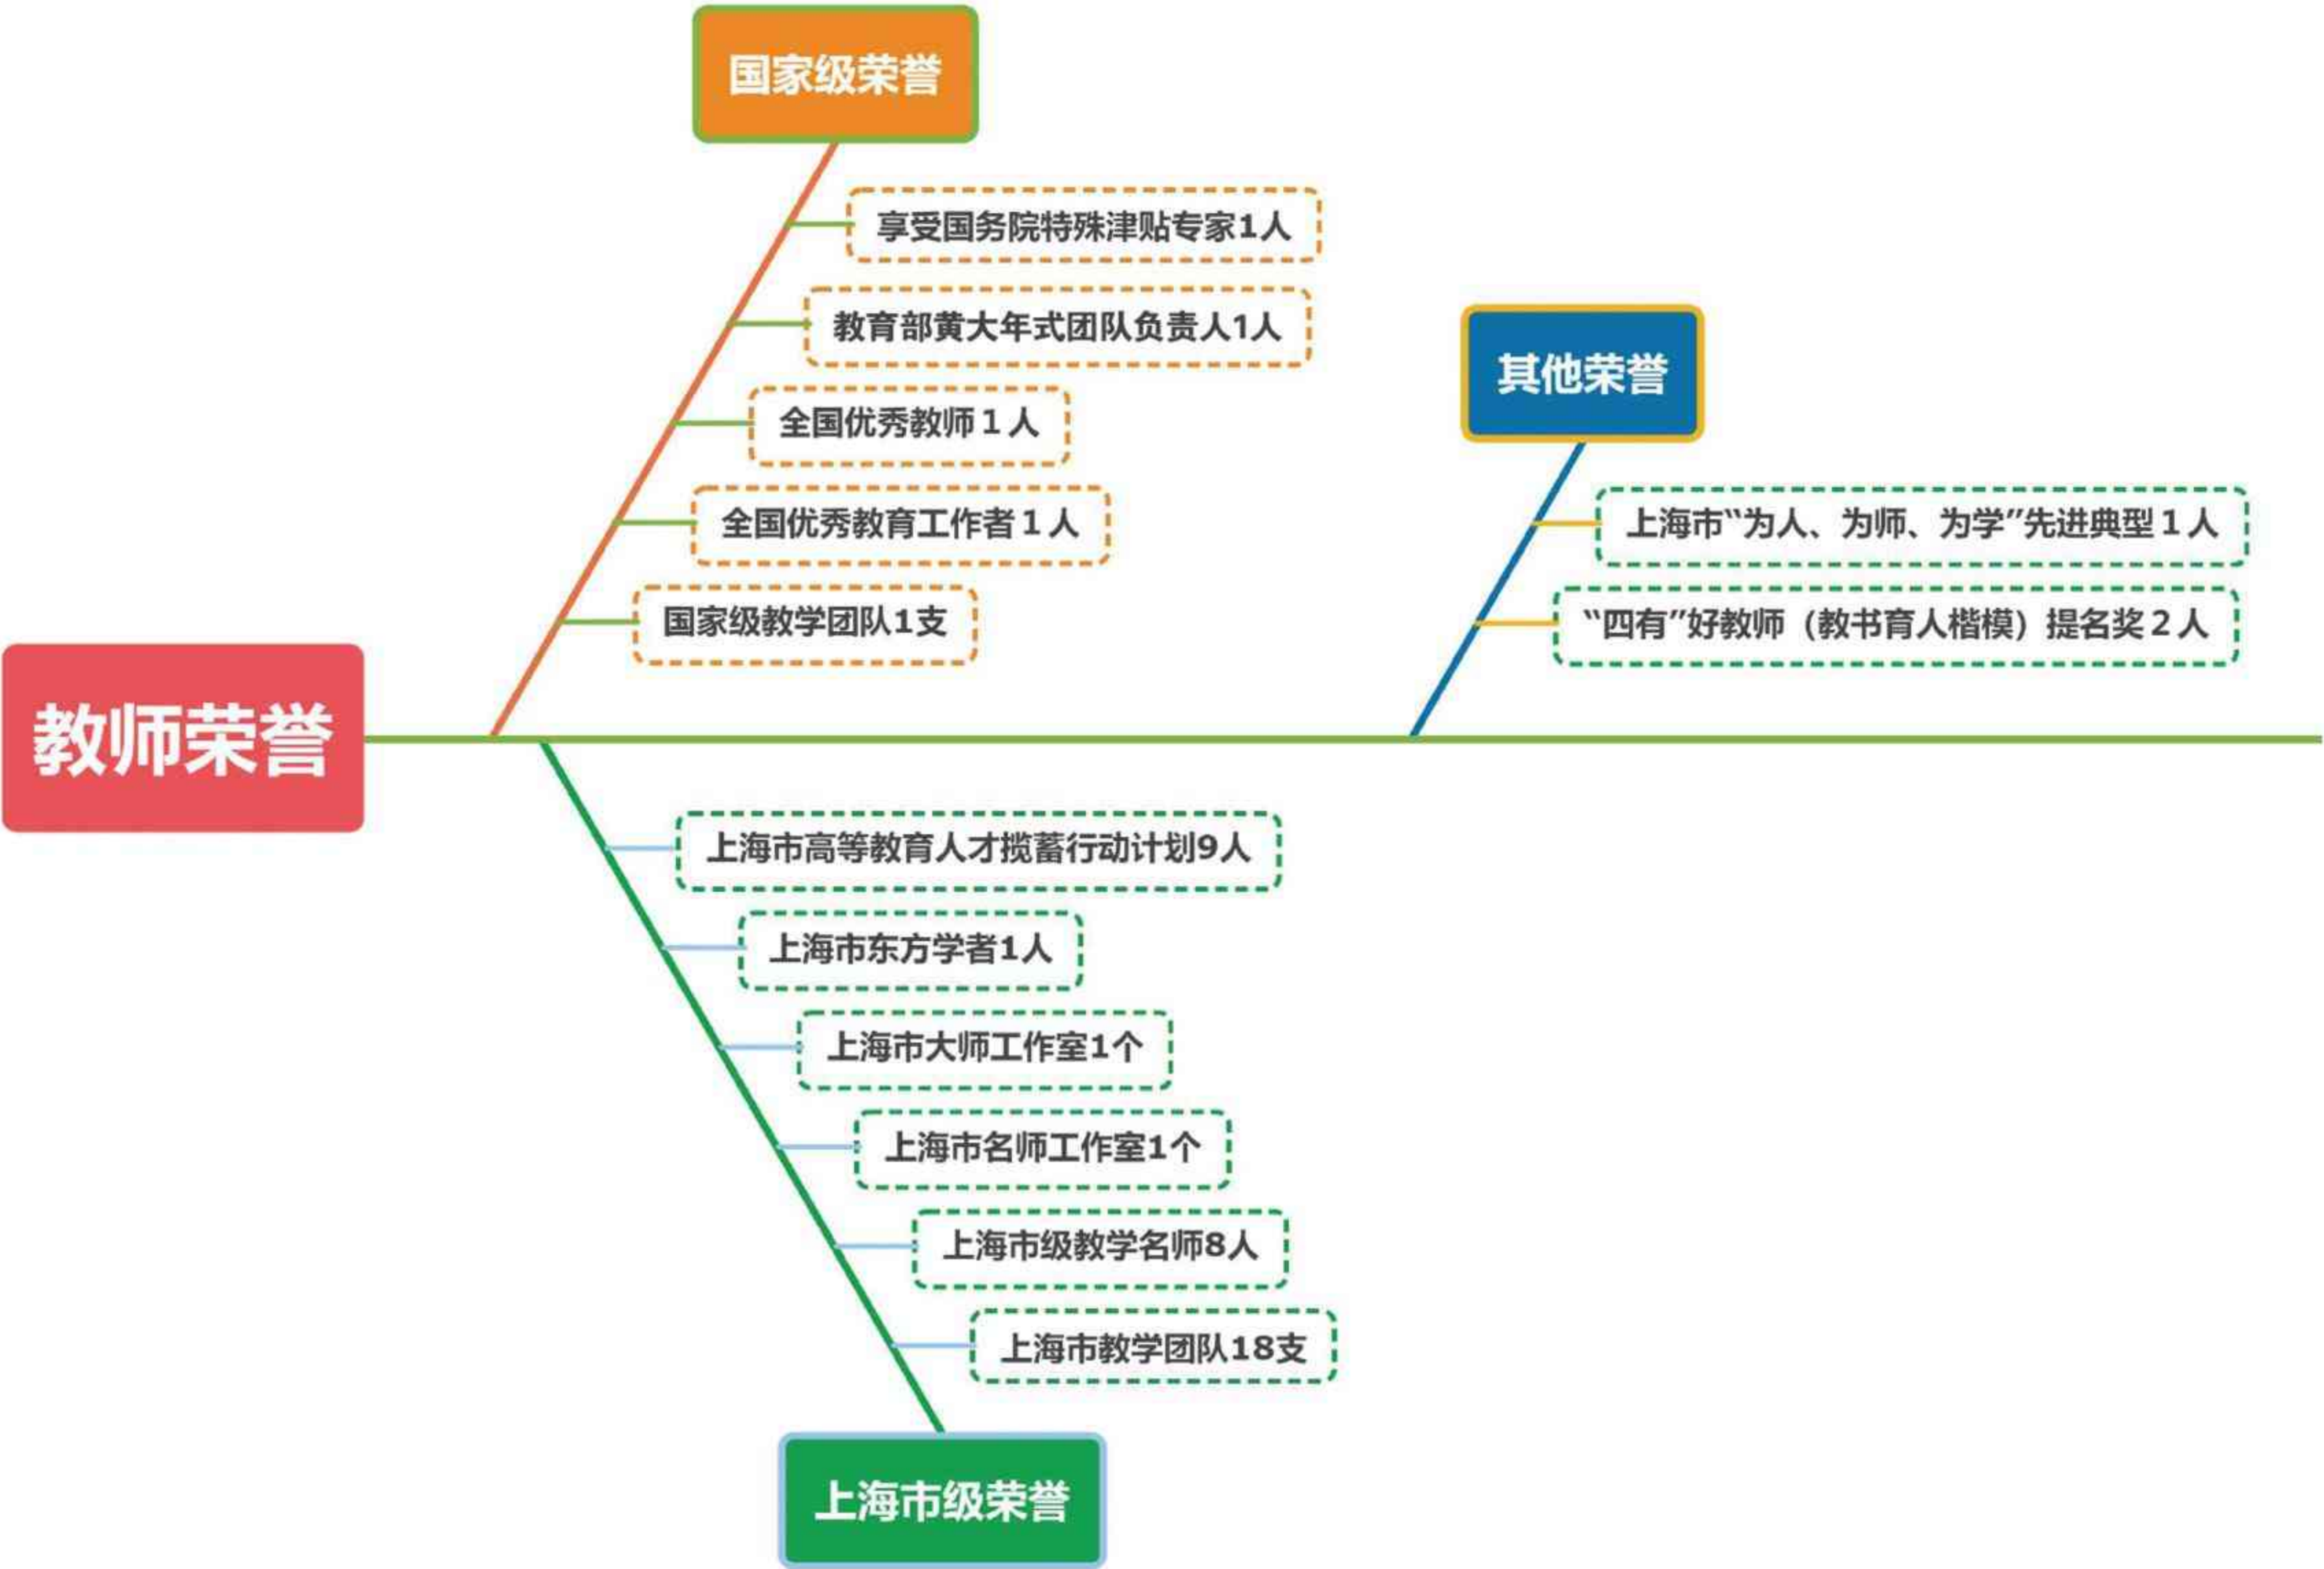 国家级荣誉
享受国务院特殊津贴专家1人
教育部黄大年式团队负责人1人
全国优秀教师1人
全国优秀教育工作者1人
国家级教学团队1支
其他荣誉
上海市“为人、为师、为学”先进典型1人
“四有”好教师（教书育人楷模）提名奖2人
教师荣誉
上海市高等教育人才揽蓄行动计划9人
上海市东方学者1人
上海市大师工作室1个
上海市名师工作室1个
上海市级教学名师8人
上海市教学团队18支
上海市级荣誉